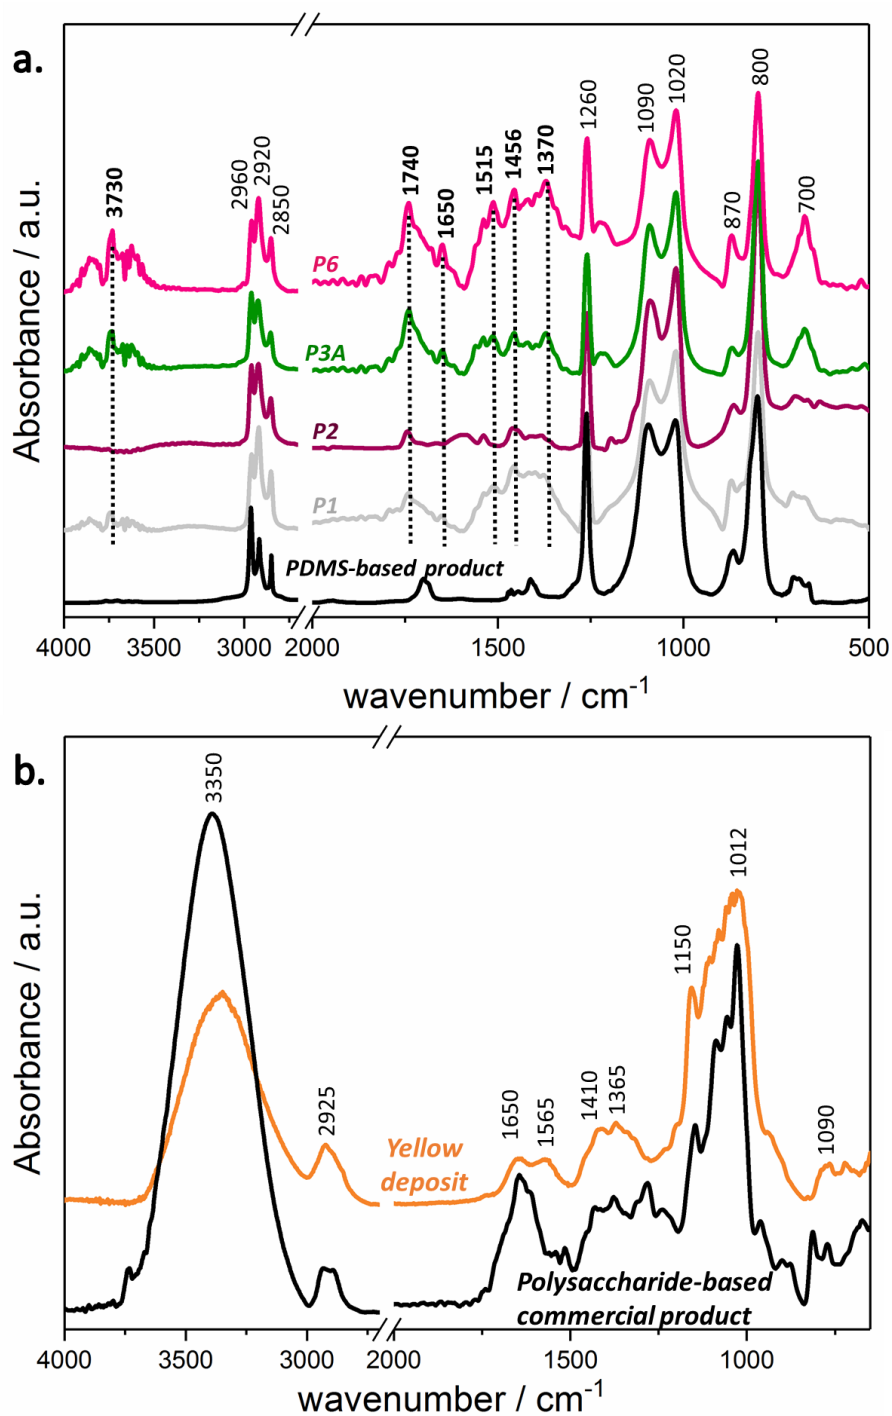 a.
3730
2960
2920
2850
1740
1650
1515
1456
1370
1260
1090
1020
870
800
700
P6
P3A
P2
P1
PDMS-based product
Absorbance / a.u.
4000 3500 3000 2000 1500 1000 500
wavenumber / cm-1
b.
3350
2925
1650
1565
1410
1365
1150
1012
1090
Yellow
deposit
Polysaccharide-based
commercial product
Absorbance / a.u.
4000 3500 3000 2000 1500 1000
wavenumber / cm-1